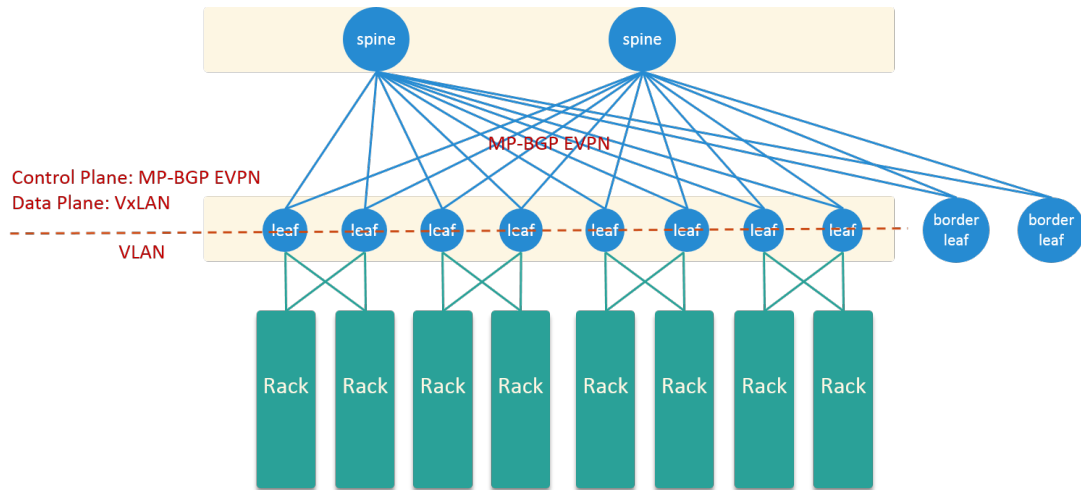 spine
spine
MP-BGP EVPN
Control Plane: MP-BGP EVPN
Data Plane: VxLAN
leaf
leaf
leaf
leaf
leaf
leaf
leaf
leaf
border
leaf
border
leaf
VLAN
Rack
Rack
Rack
Rack
Rack
Rack
Rack
Rack